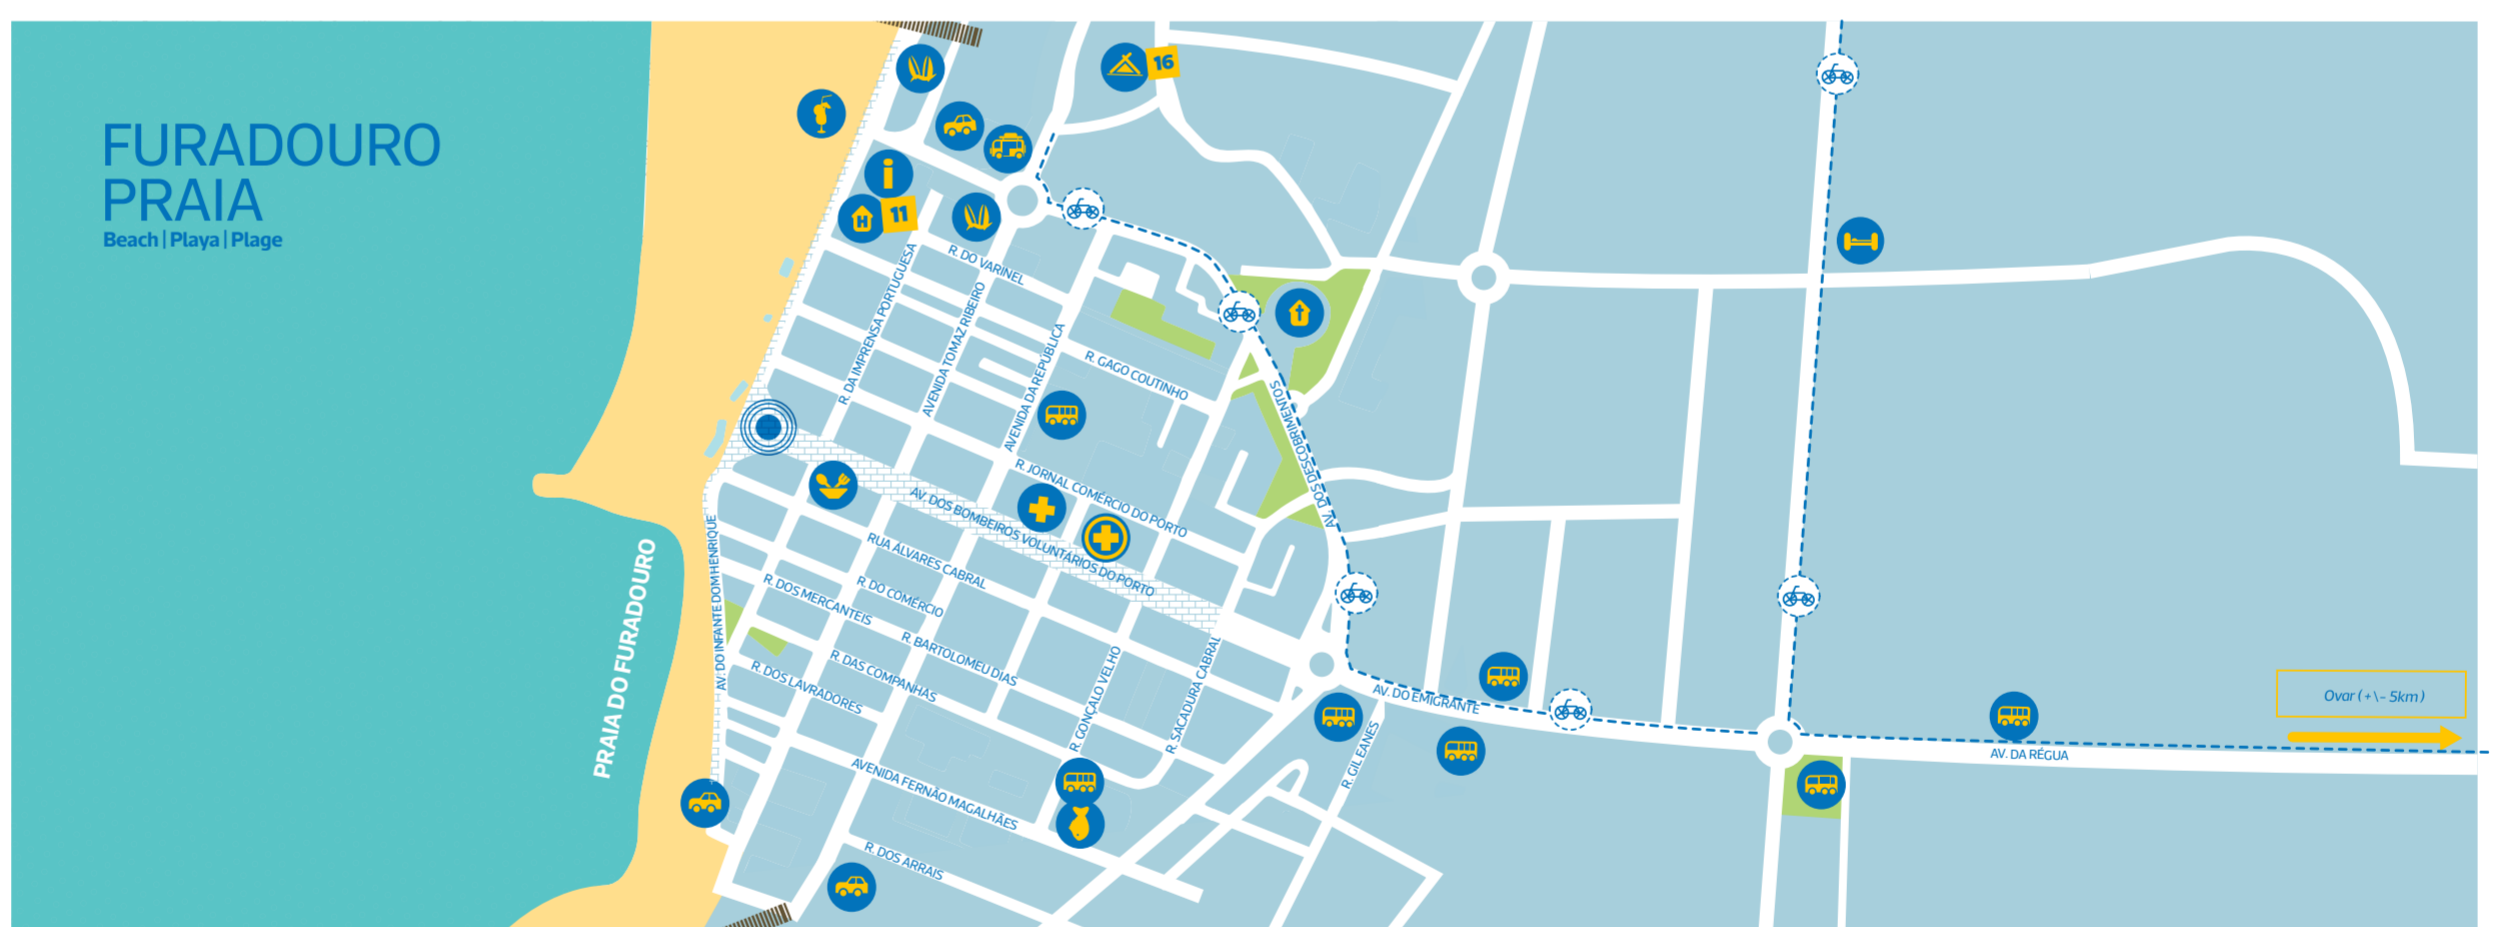 FURADOURO
PRAIA
Beach|Playa|Plage
16
11
R. DO VARINEL
R. DA IMPRENSA PORTUGUESA
AVENIDA TOMAZ RIBEIRO
AVENIDA DA REPÚBLICA
R. GAGO COUTINHO
AV. DOS DESCOBRIMENTOS
R. JORNAL COMÉRCIO DO PORTO
AV. DOS BOMBEIROS VOLUNTÁRIOS DO PORTO
RUA ÁLVARES CABRAL
R. DO COMÉRCIO
R. DOS MERCANTEIS
R. BARTOLOMEU DIAS
R. DAS COMPANHAS
R. DOS LAVRADORES
AV. DO INFANTE DOM HENRIQUE
PRAIA DO FURADOURO
R. GONÇALO VELHO
R. SACADURA CABRAL
AV. DO EMIGRANTE
R. GIL EANES
AV. DA RÉGUA
Ovar (+\- 5km)
AVENIDA FERNÃO MAGALHÃES
R. DOS ARRAIS